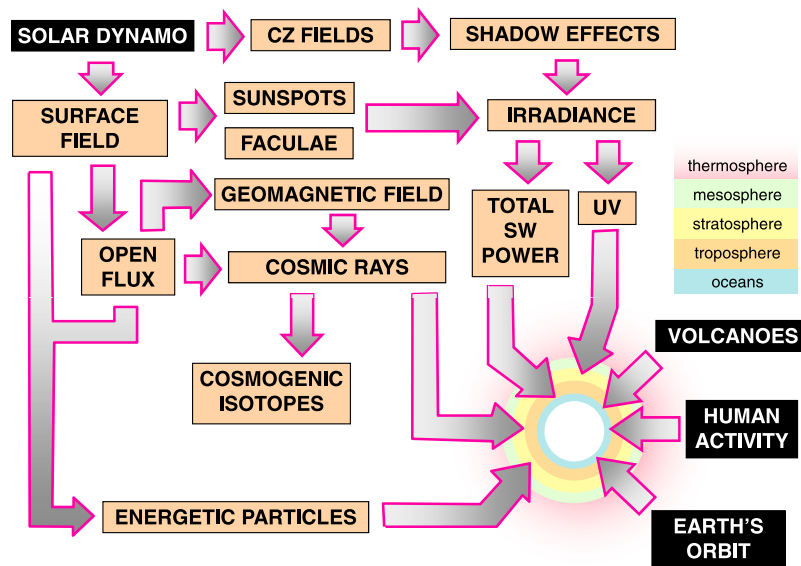 SOLAR DYNAMO
CZ FIELDS
SHADOW EFFECTS
SURFACE
FIELD
SUNSPOTS
FACULAE
IRRADIANCE
GEOMAGNETIC FIELD
TOTAL
SW
POWER
UV
thermosphere
mesosphere
stratosphere
troposphere
oceans
OPEN
FLUX
COSMIC RAYS
COSMOGENIC
ISOTOPES
VOLCANOES
HUMAN
ACTIVITY
ENERGETIC PARTICLES
EARTH'S
ORBIT